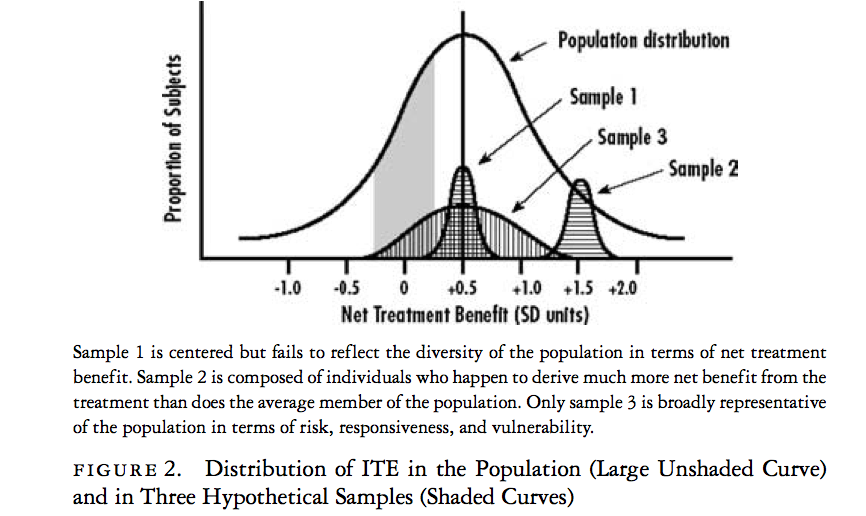 Population distribution
Sample 1
Sample 3
Sample 2
Proportion of Subjects
-1.0 -0.5 0 +0.5 +1.0 +1.5 +2.0
Net Treatment Benefit (SD units)
Sample 1 is centered but fails to reflect the diversity of the population in terms of net treatment
benefit. Sample 2 is composed of individuals who happen to derive much more net benefit from the
treatment than does the average member of the population. Only sample 3 is broadly representative
of the population in terms of risk, responsiveness, and vulnerability.
FIGURE 2. Distribution of ITE in the Population (Large Unshaded Curve)
and in Three Hypothetical Samples (Shaded Curves)